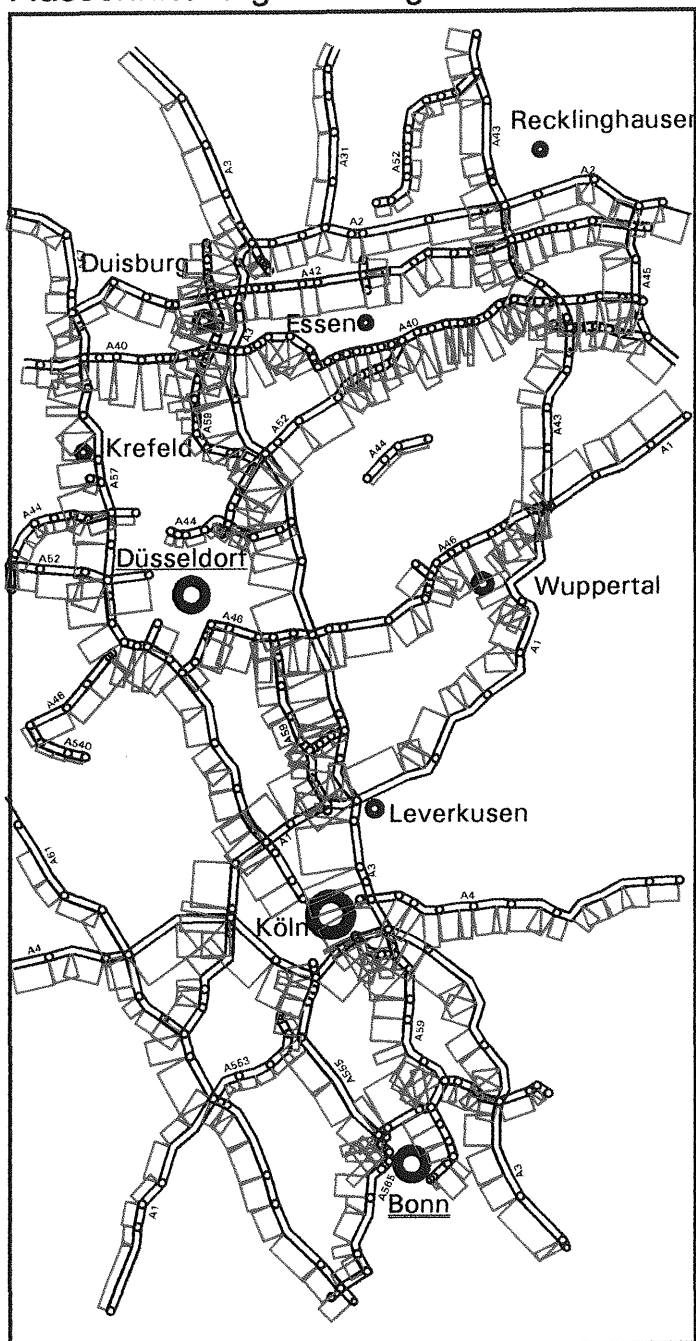 A3
A31
A52
A43
Recklinghausen
A2
A2
Duisburg
A42
A45
Essen
A40
A3
A40
A59
A52
A43
A1
Krefeld
A44
A57
A44
A44
A52
Düsseldorf
A46
Wuppertal
A46
A1
A46
A59
A540
Leverkusen
A1
A61
A3
A4
Köln
A4
A59
A553
A555
A3
A565
Bonn
A1